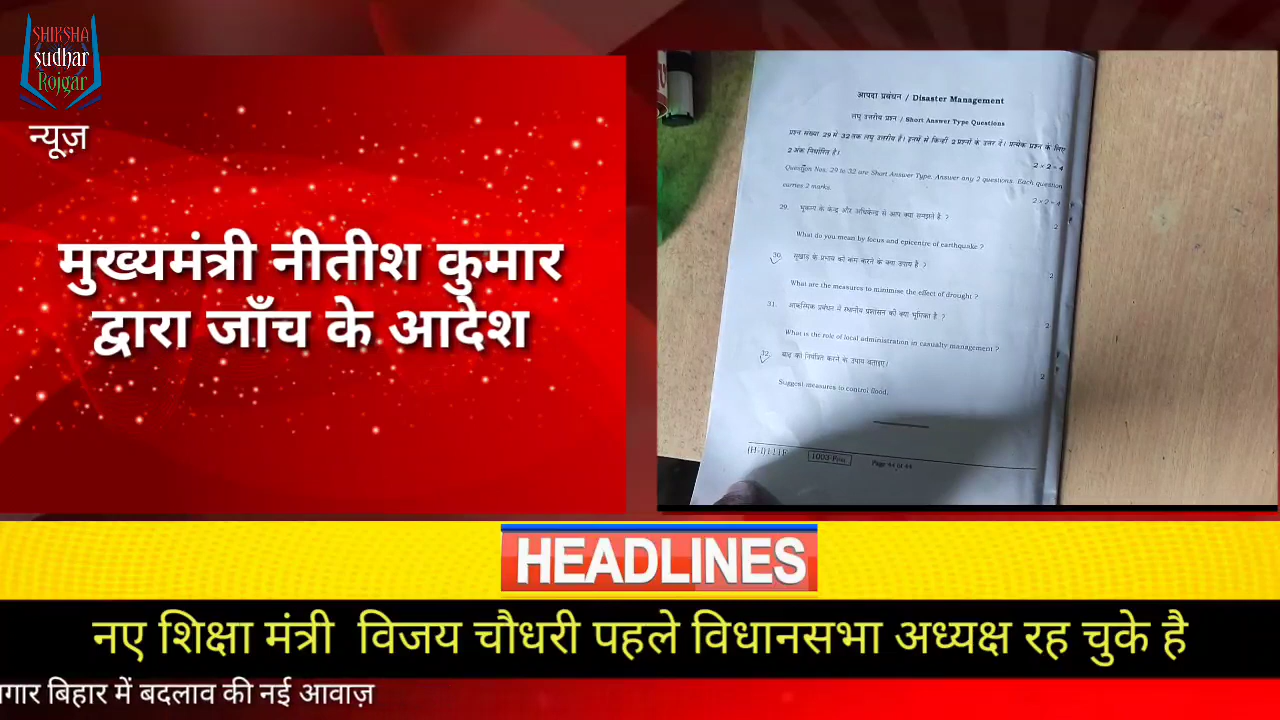 SHIKSHA
sudhar
Rojgar
न्यूज़
मुख्यमंत्री नीतीश कुमार
द्वारा जाँच के आदेश
आपदा प्रबंधन / Disaster Management
लघु उत्तरीय प्रश्न / Short Answer Type Questions
प्रश्न संख्या 29 से 32 तक लघु उत्तरीय हैं। इनमें से किन्हीं 2 प्रश्नों के उत्तर दें। प्रत्येक प्रश्न के लिए
2 अंक निर्धारित है।
2 × 2 = 4
Question Nos. 29 to 32 are Short Answer Type. Answer any 2 questions. Each question
carries 2 marks.
2 × 2 = 4
29. भूकम्प के केन्द्र और अधिकेन्द्र से आप क्या समझते हैं ?
2
What do you mean by focus and epicentre of earthquake ?
30. सुखाड़ के प्रभाव को कम करने के क्या उपाय हैं ?
2
What are the measures to minimise the effect of drought ?
31. आकस्मिक प्रबंधन में स्थानीय प्रशासन की क्या भूमिका है ?
2
What is the role of local administration in casualty management ?
32. बाढ़ को नियंत्रित करने के उपाय बताइए।
2
Suggest measures to control flood.
Page 44 of 44
HEADLINES
नए शिक्षा मंत्री विजय चौधरी पहले विधानसभा अध्यक्ष रह चुके है
गार बिहार में बदलाव की नई आवाज़